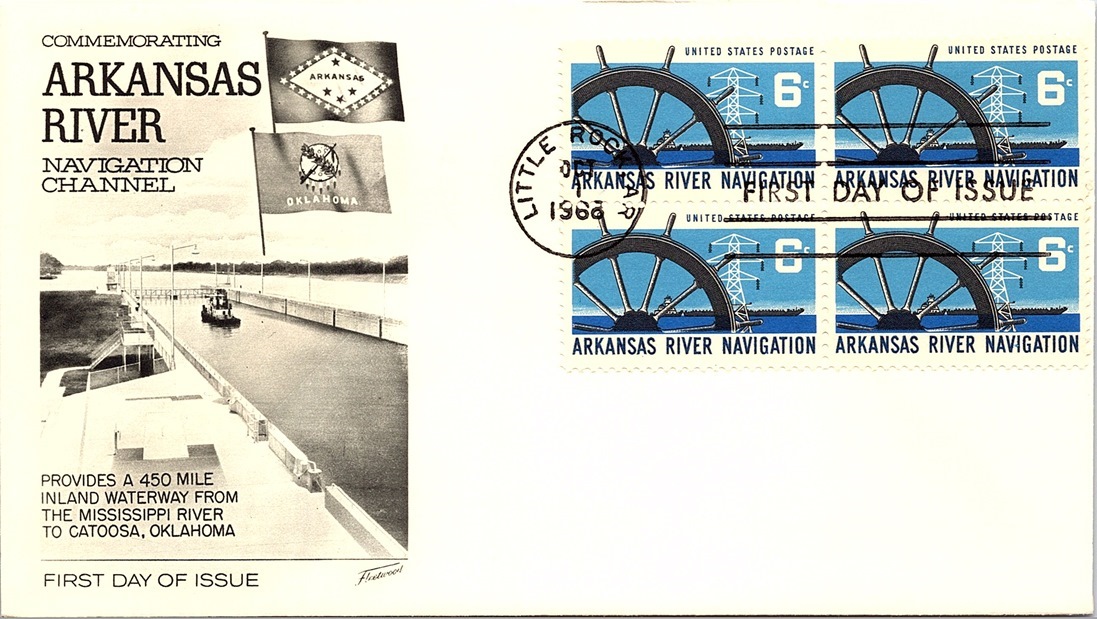 COMMEMORATING
ARKANSAS
RIVER
NAVIGATION
CHANNEL
ARKANSAS
OKLAHOMA
PROVIDES A 450 MILE
INLAND WATERWAY FROM
THE MISSISSIPPI RIVER
TO CATOOSA, OKLAHOMA
FIRST DAY OF ISSUE
Fleetwood
UNITED STATES POSTAGE
6c
ARKANSAS RIVER NAVIGATION
UNITED STATES POSTAGE
6c
ARKANSAS RIVER NAVIGATION
LITTLE ROCK, AR
OCT
1
1968
FIRST DAY OF ISSUE
UNITED STATES POSTAGE
6c
ARKANSAS RIVER NAVIGATION
UNITED STATES POSTAGE
6c
ARKANSAS RIVER NAVIGATION